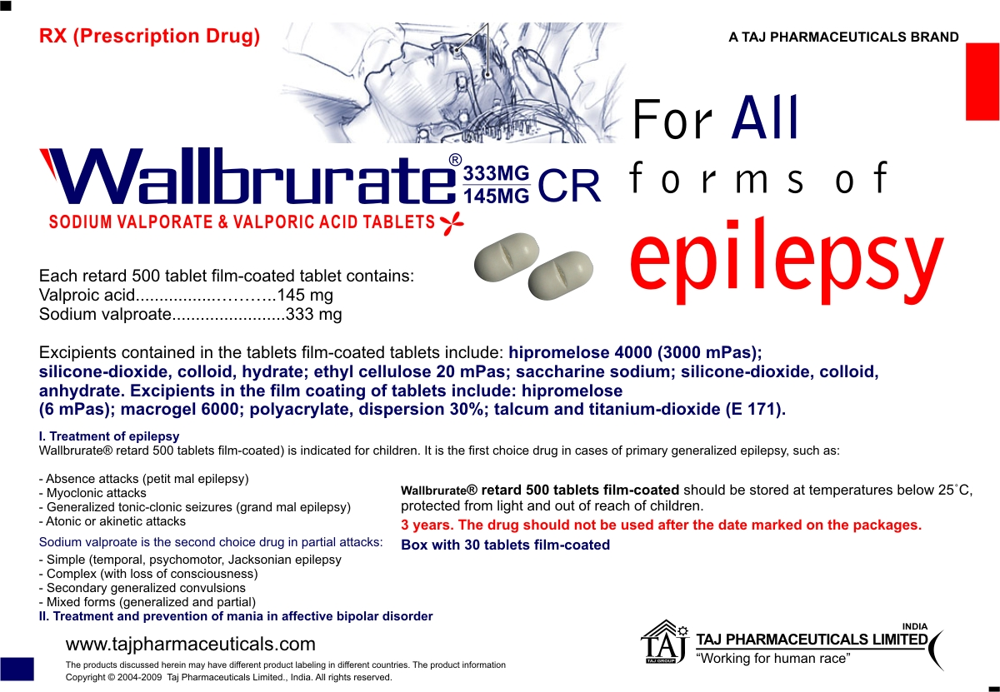 RX (Prescription Drug)
A TAJ PHARMACEUTICALS BRAND
For All
forms of
epilepsy
Wallbrurate® 333MG 145MG CR
SODIUM VALPORATE & VALPORIC ACID TABLETS
Each retard 500 tablet film-coated tablet contains:
Valproic acid.................………..145 mg
Sodium valproate........................333 mg
Excipients contained in the tablets film-coated tablets include: hipromelose 4000 (3000 mPas);
silicone-dioxide, colloid, hydrate; ethyl cellulose 20 mPas; saccharine sodium; silicone-dioxide, colloid,
anhydrate. Excipients in the film coating of tablets include: hipromelose
(6 mPas); macrogel 6000; polyacrylate, dispersion 30%; talcum and titanium-dioxide (E 171).
I. Treatment of epilepsy
Wallbrurate® retard 500 tablets film-coated) is indicated for children. It is the first choice drug in cases of primary generalized epilepsy, such as:
- Absence attacks (petit mal epilepsy)
- Myoclonic attacks
- Generalized tonic-clonic seizures (grand mal epilepsy)
- Atonic or akinetic attacks
Sodium valproate is the second choice drug in partial attacks:
- Simple (temporal, psychomotor, Jacksonian epilepsy
- Complex (with loss of consciousness)
- Secondary generalized convulsions
- Mixed forms (generalized and partial)
II. Treatment and prevention of mania in affective bipolar disorder
Wallbrurate® retard 500 tablets film-coated should be stored at temperatures below 25˚C,
protected from light and out of reach of children.
3 years. The drug should not be used after the date marked on the packages.
Box with 30 tablets film-coated
www.tajpharmaceuticals.com
The products discussed herein may have different product labeling in different countries. The product information
Copyright © 2004-2009 Taj Pharmaceuticals Limited., India. All rights reserved.
TAJ
TAJ GROUP
INDIA
TAJ PHARMACEUTICALS LIMITED
“Working for human race”